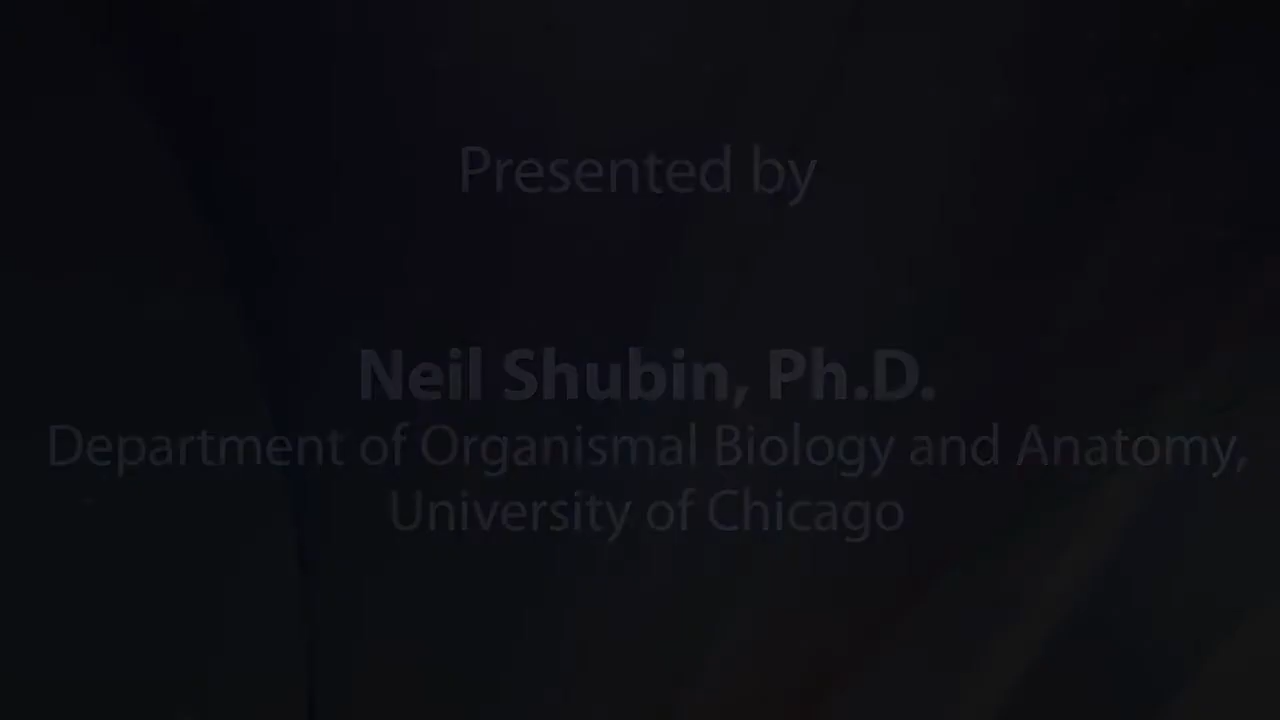 Presented by
Neil Shubin, Ph.D.
Department of Organismal Biology and Anatomy,
University of Chicago